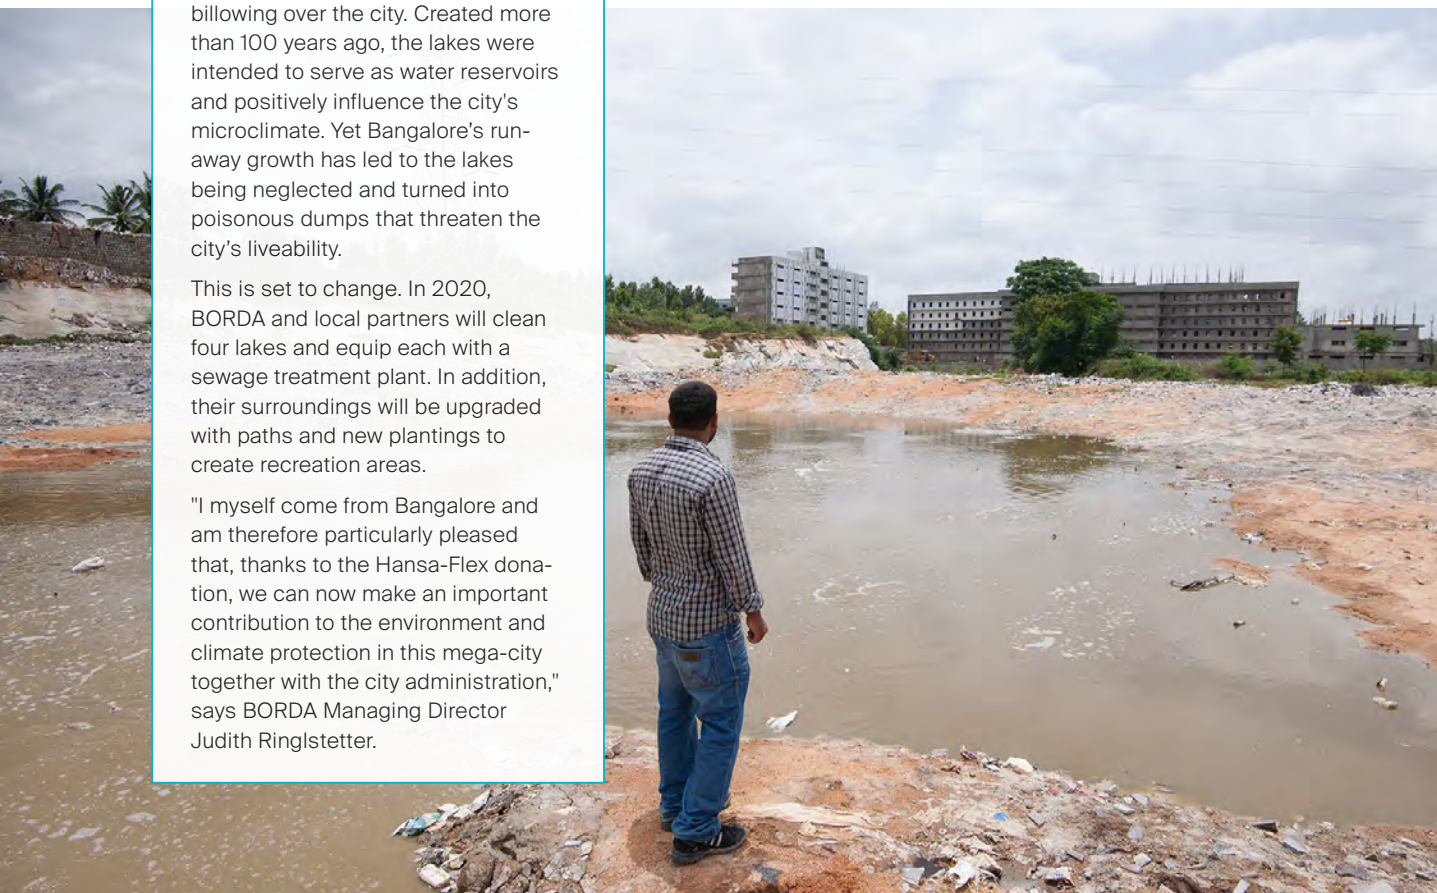 billowing over the city. Created more
than 100 years ago, the lakes were
intended to serve as water reservoirs
and positively influence the city's
microclimate. Yet Bangalore’s run-
away growth has led to the lakes
being neglected and turned into
poisonous dumps that threaten the
city’s liveability.
This is set to change. In 2020,
BORDA and local partners will clean
four lakes and equip each with a
sewage treatment plant. In addition,
their surroundings will be upgraded
with paths and new plantings to
create recreation areas.
"I myself come from Bangalore and
am therefore particularly pleased
that, thanks to the Hansa-Flex dona-
tion, we can now make an important
contribution to the environment and
climate protection in this mega-city
together with the city administration,"
says BORDA Managing Director
Judith Ringlstetter.